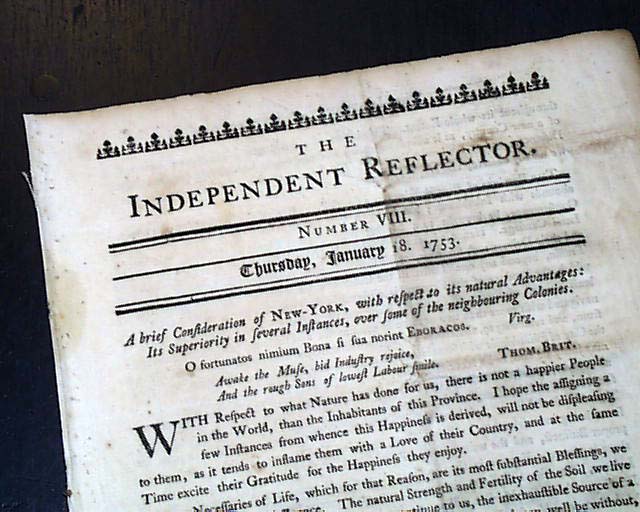 THE
INDEPENDENT REFLECTOR.
NUMBER VIII.
Thursday, January 18. 1753.
A brief Conſideration of NEW-YORK, with reſpect to its natural Advantages:
Its Superiority in ſeveral Inſtances, over ſome of the neighbouring Colonies.
O fortunatos nimium Bona ſi ſua norint EBORACOS. Virg.
Awake the Muſe, bid Induſtry rejoice,
And the rough Sons of loweſt Labour ſmile.
THOM. BRIT.
WITH Reſpect to what Nature has done for us, there is not a happier People
in the World, than the Inhabitants of this Province. I hope the aſſigning a
few Inſtances from whence this Happineſs is derived, will not be diſpleaſing
to them, as it tends to inflame them with a Love of their Country, and at the ſame
Time excite their Gratitude for the Happineſs they enjoy.
Neceſſaries of Life, which for that Reaſon, are its moſt ſubſtantial Bleſſings, we
The natural Strength and Fertility of the Soil we live
continue to us, the inexhauſtible Source of a
well be without,